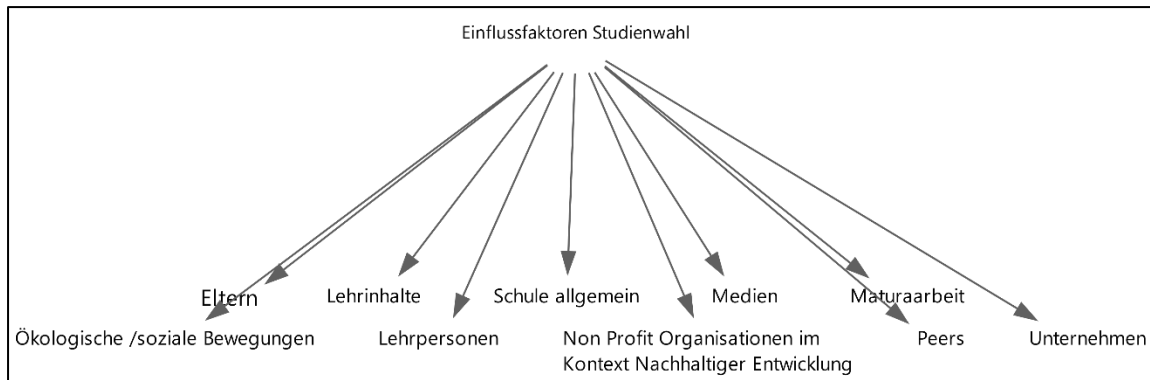 Einflussfaktoren Studienwahl
Eltern
Lehrinhalte
Schule allgemein
Medien
Maturaarbeit
Ökologische /soziale Bewegungen
Lehrpersonen
Non Profit Organisationen im
Kontext Nachhaltiger Entwicklung
Peers
Unternehmen